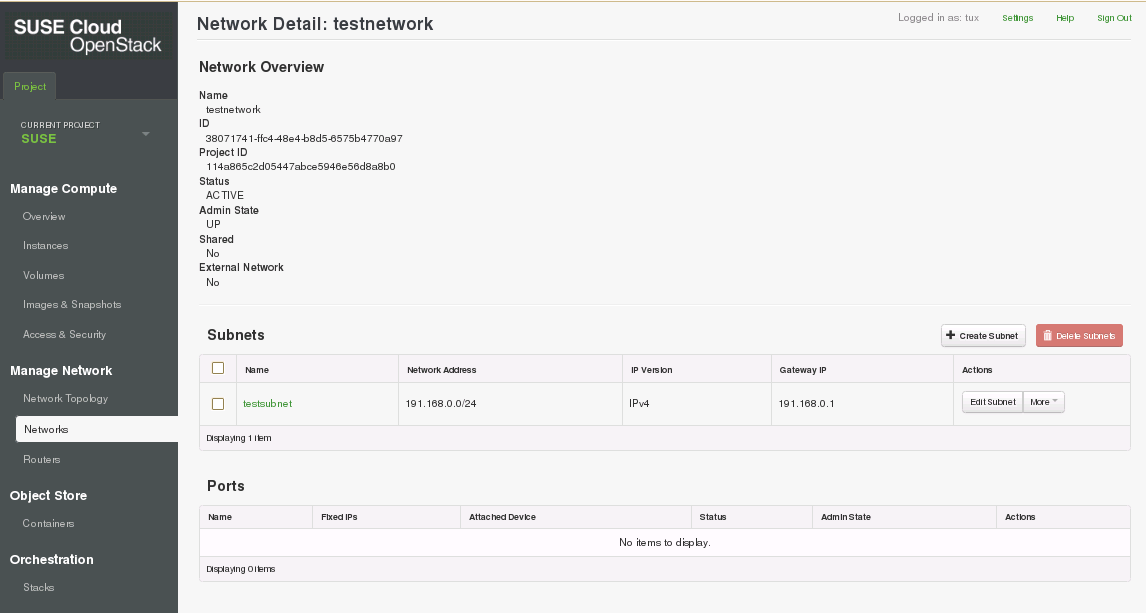 SUSE Cloud
OpenStack
Project
CURRENT PROJECT
SUSE
Manage Compute
Overview
Instances
Volumes
Images & Snapshots
Access & Security
Manage Network
Network Topology
Networks
Routers
Object Store
Containers
Orchestration
Stacks
Network Detail: testnetwork
Logged in as: tux Settings Help Sign Out
Network Overview
Name
testnetwork
ID
38071741-ffc4-48e4-b8d5-6575b4770a97
Project ID
114a865c2d05447abce5946e56d8a8b0
Status
ACTIVE
Admin State
UP
Shared
No
External Network
No
Subnets
Create Subnet Delete Subnets
Name Network Address IP Version Gateway IP Actions
testsubnet 191.168.0.0/24 IPv4 191.168.0.1 Edit Subnet More
Displaying 1 item
Ports
Name Fixed IPs Attached Device Status Admin State Actions
No items to display.
Displaying 0 items